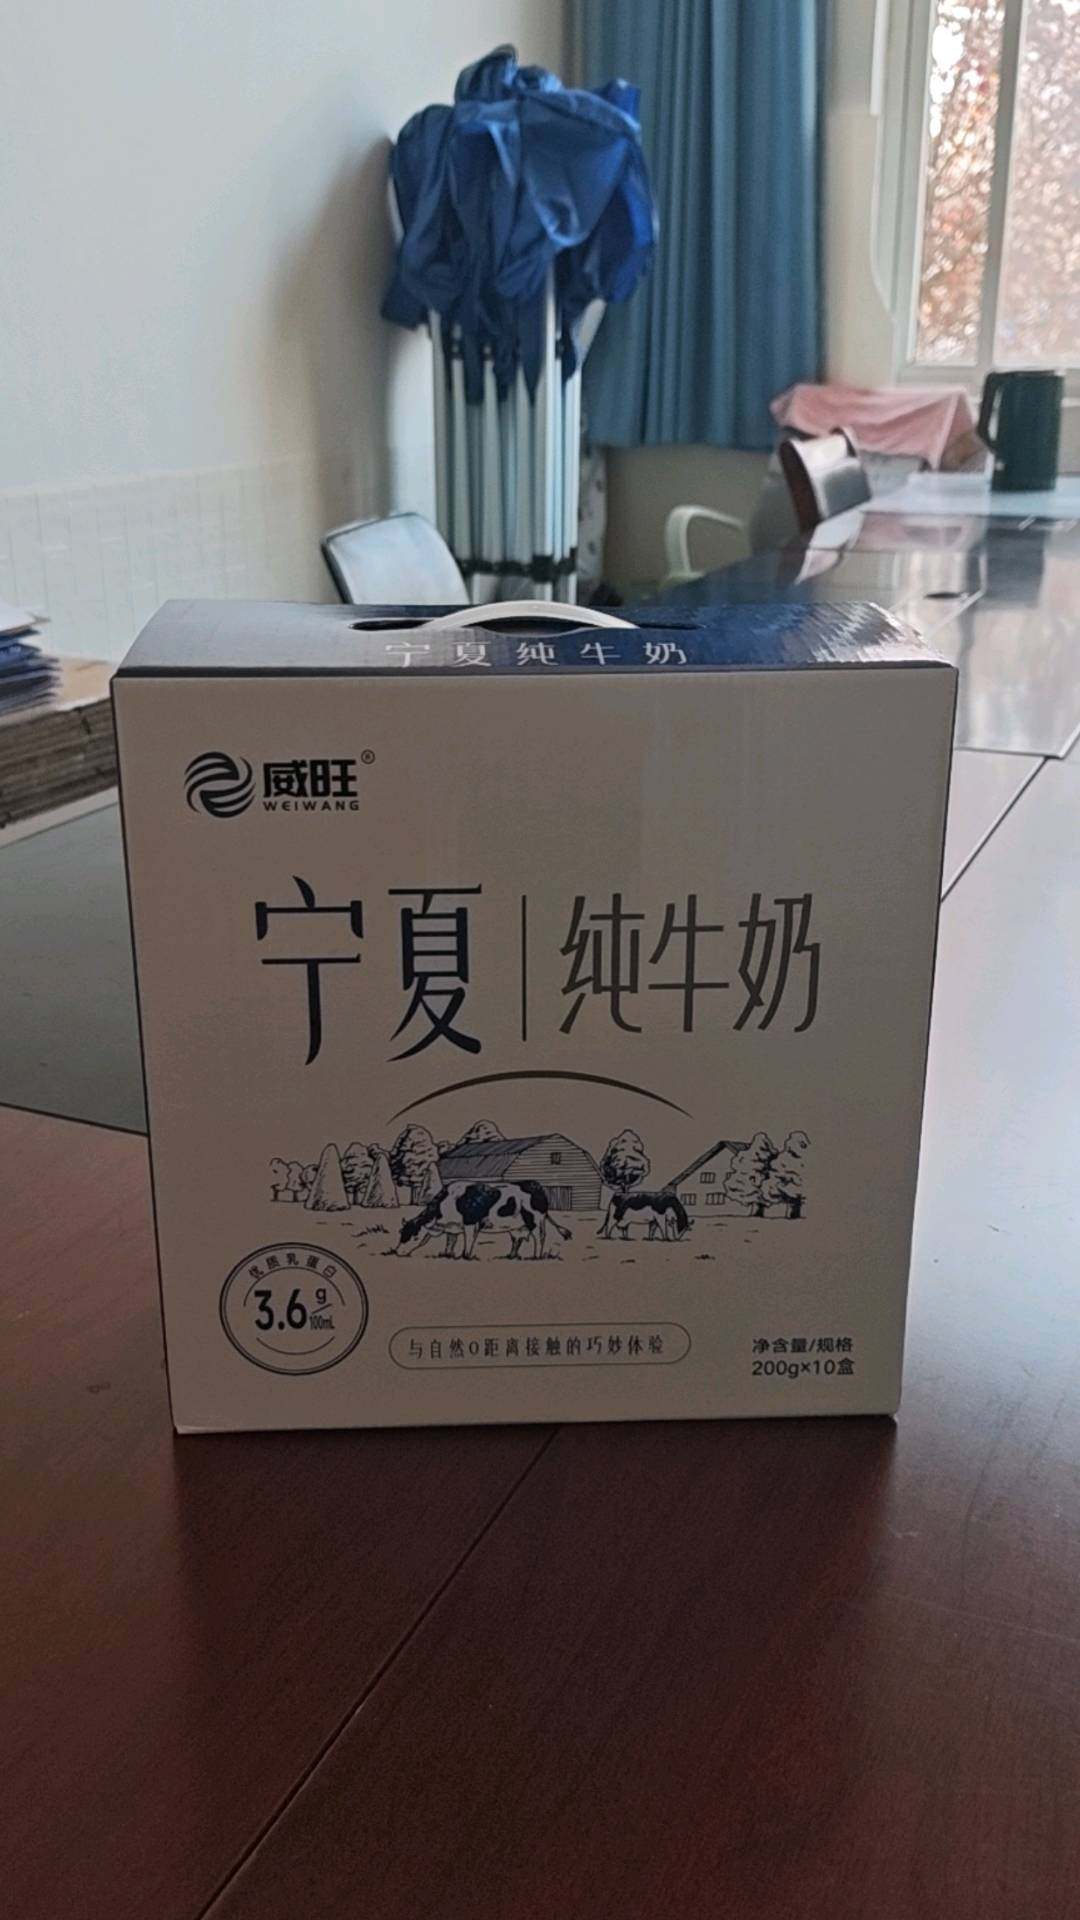 宁夏纯牛奶
威旺®
WEIWANG
宁夏|纯牛奶
优质乳蛋白
3.6g/100mL
与自然0距离接触的巧妙体验
净含量/规格
200g×10盒